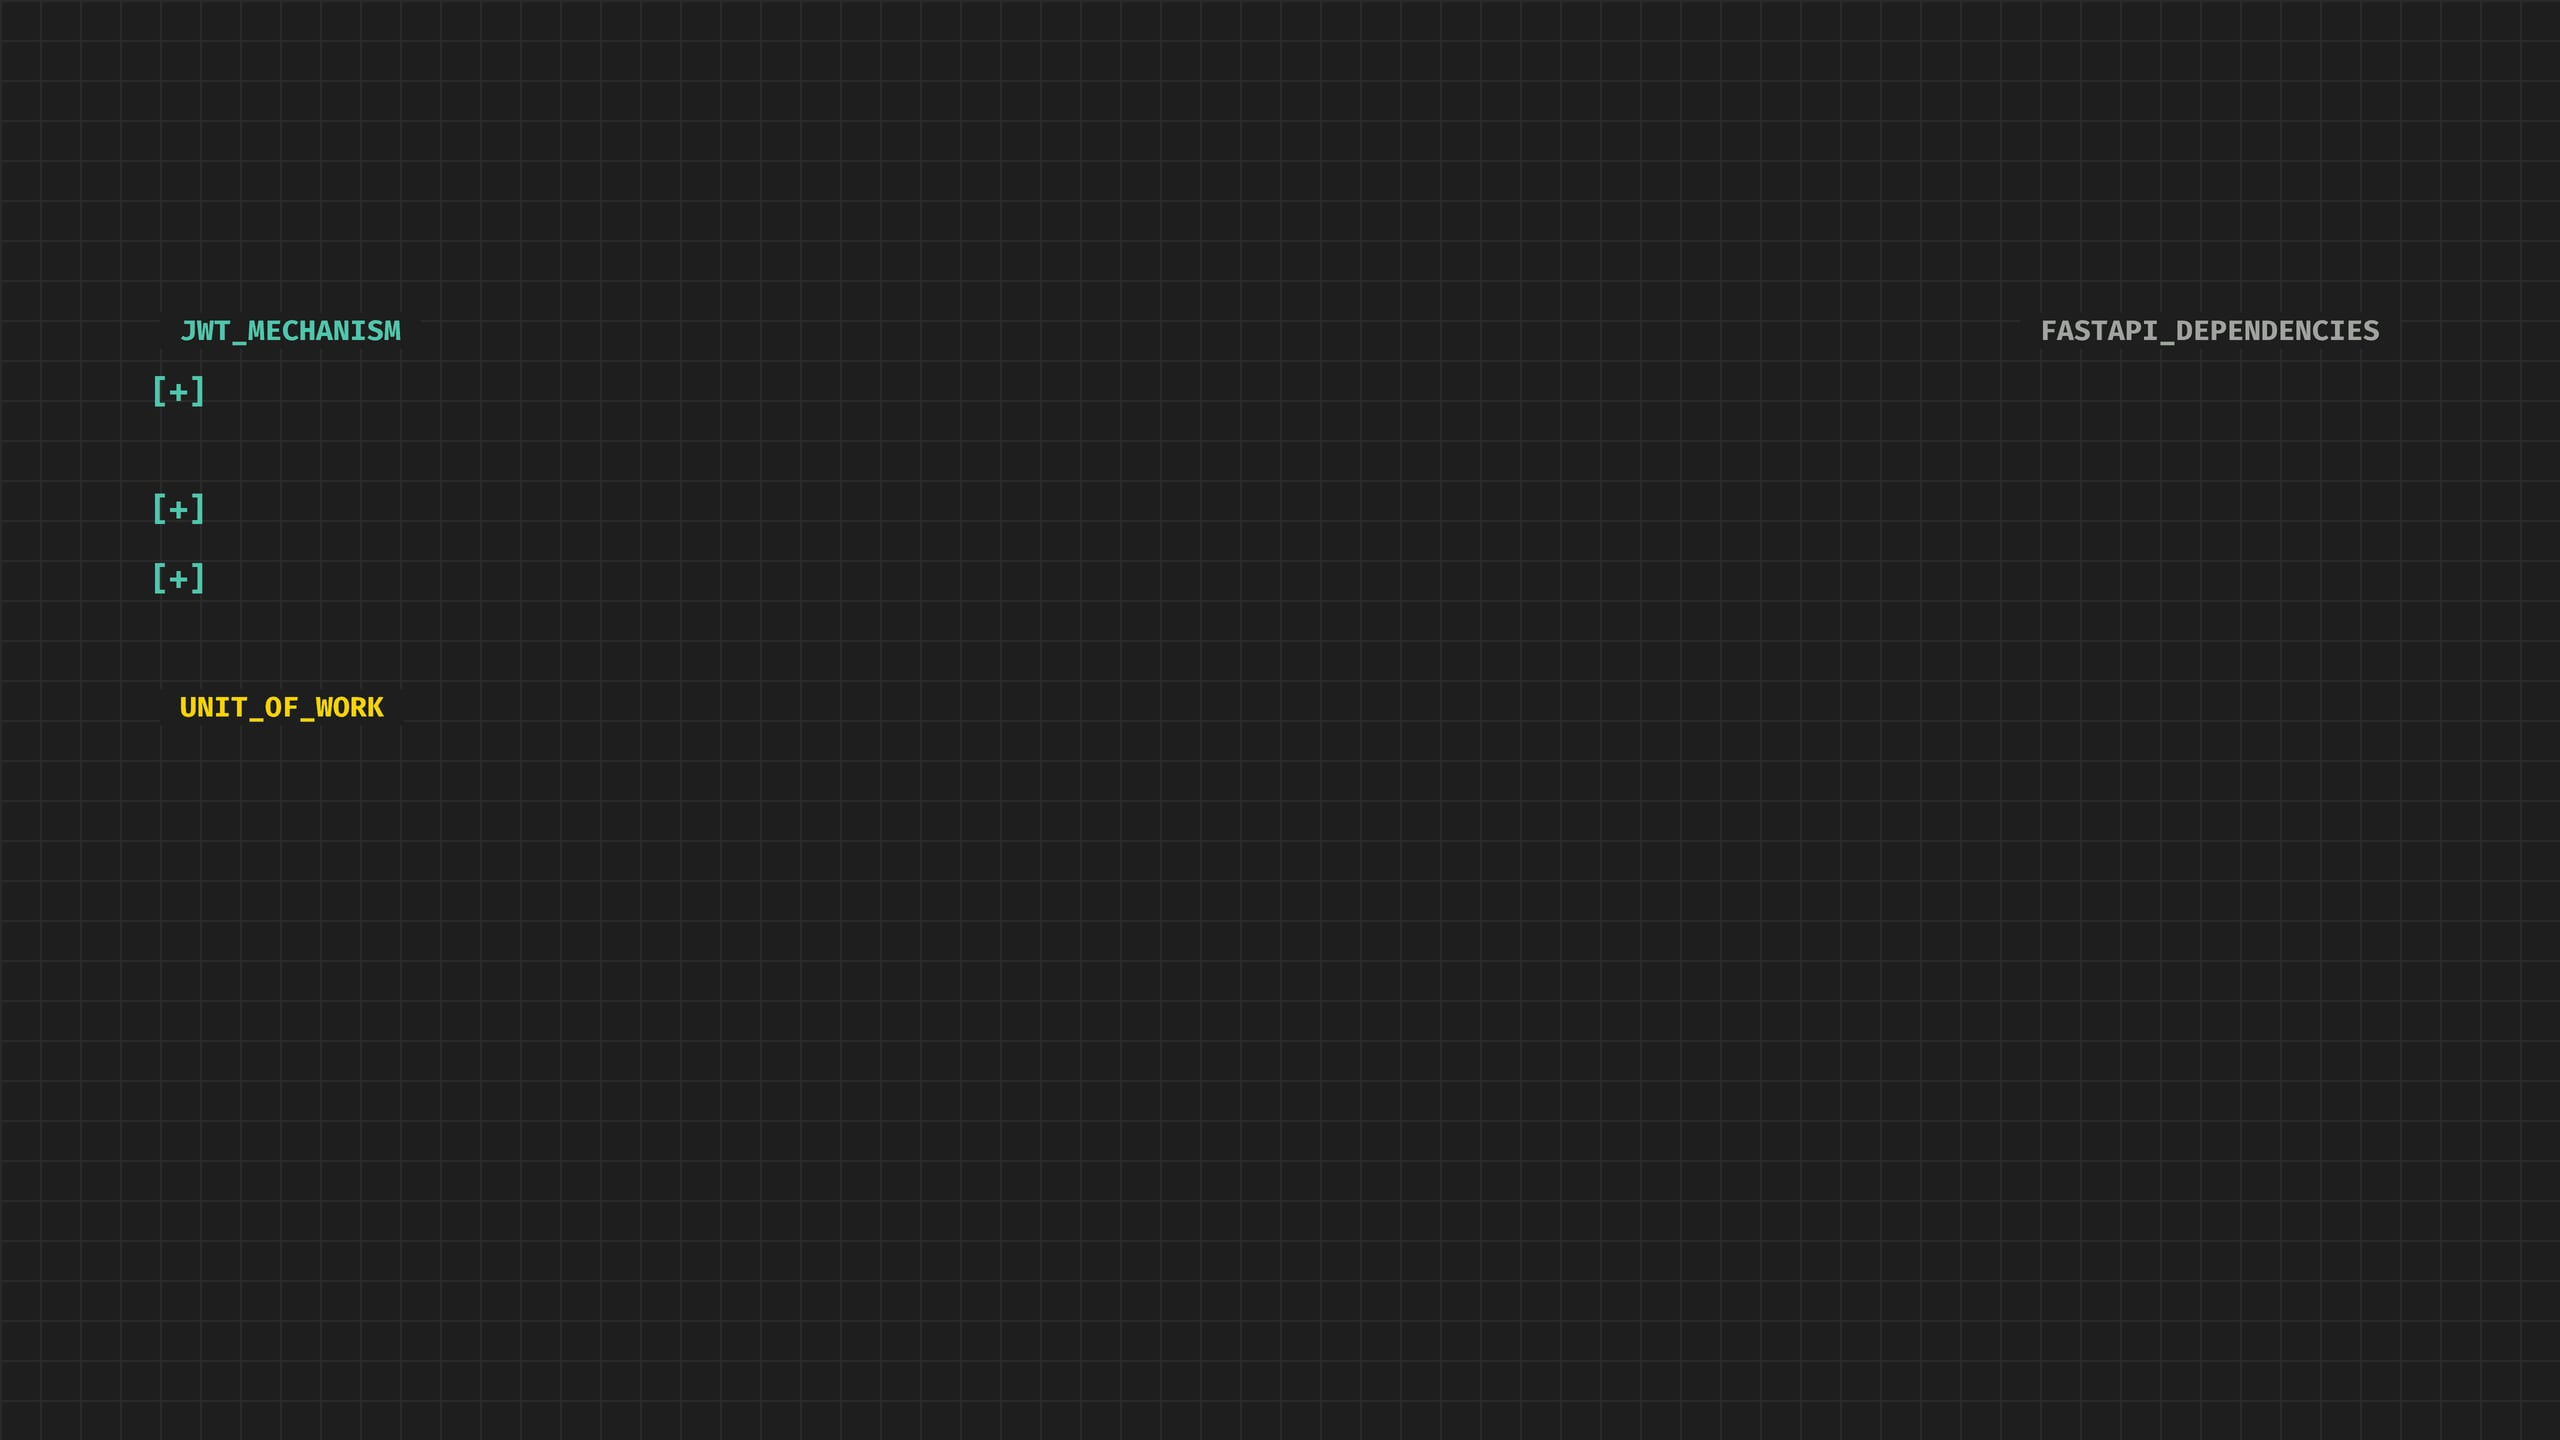 JWT_MECHANISM
[+]
[+]
[+]
UNIT_OF_WORK
FASTAPI_DEPENDENCIES